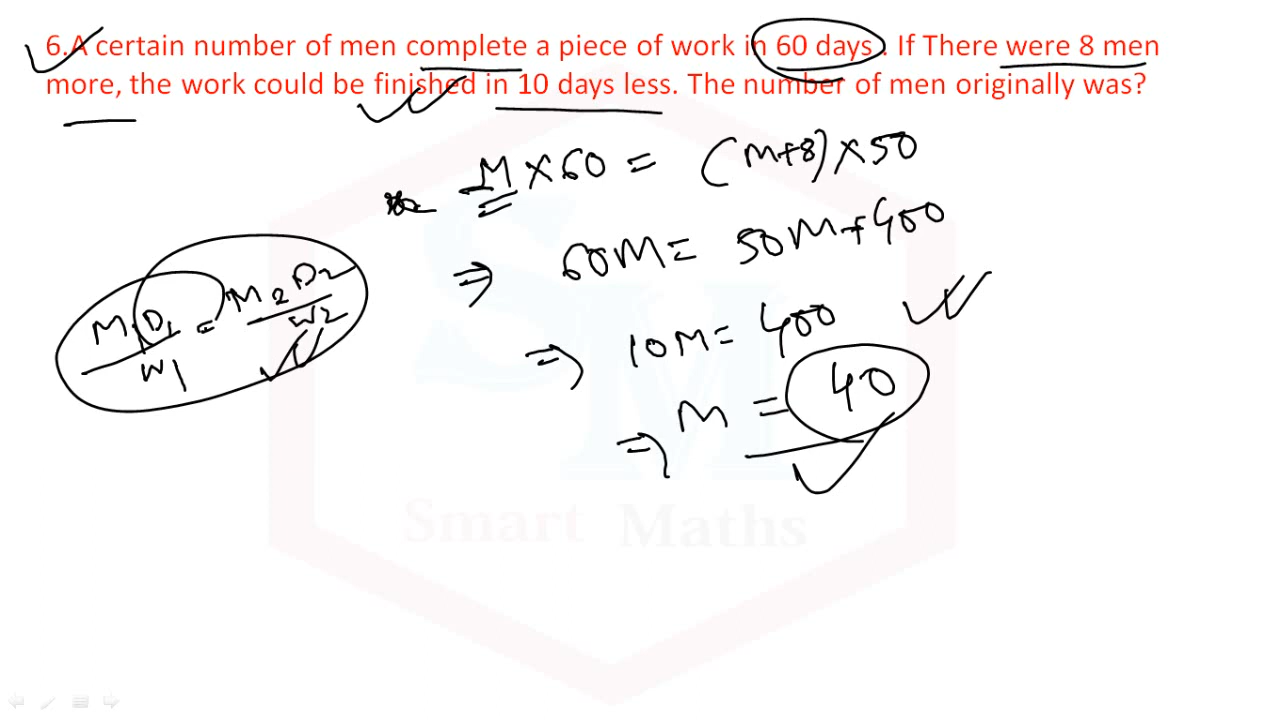 6.A certain number of men complete a piece of work in 60 days . If There were 8 men
more, the work could be finished in 10 days less. The number of men originally was?
M × 60 = (M+8) × 50
⇒ 60M = 50M + 400
M1D1/W1 = M2D2/W2
⇒ 10M = 400
⇒ M = 40
SM
Smart Maths